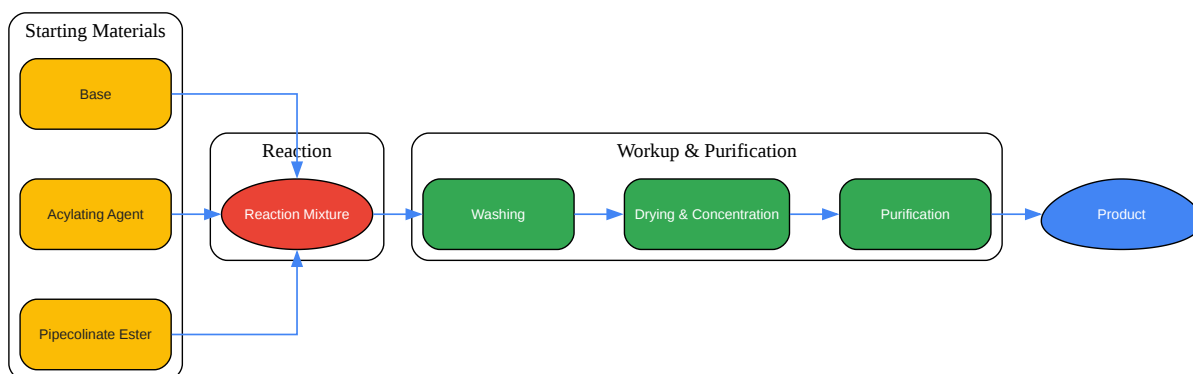 Starting Materials
Base
Acylating Agent
Pipecolinate Ester
Reaction
Reaction Mixture
Workup & Purification
Washing
Drying & Concentration
Purification
Product